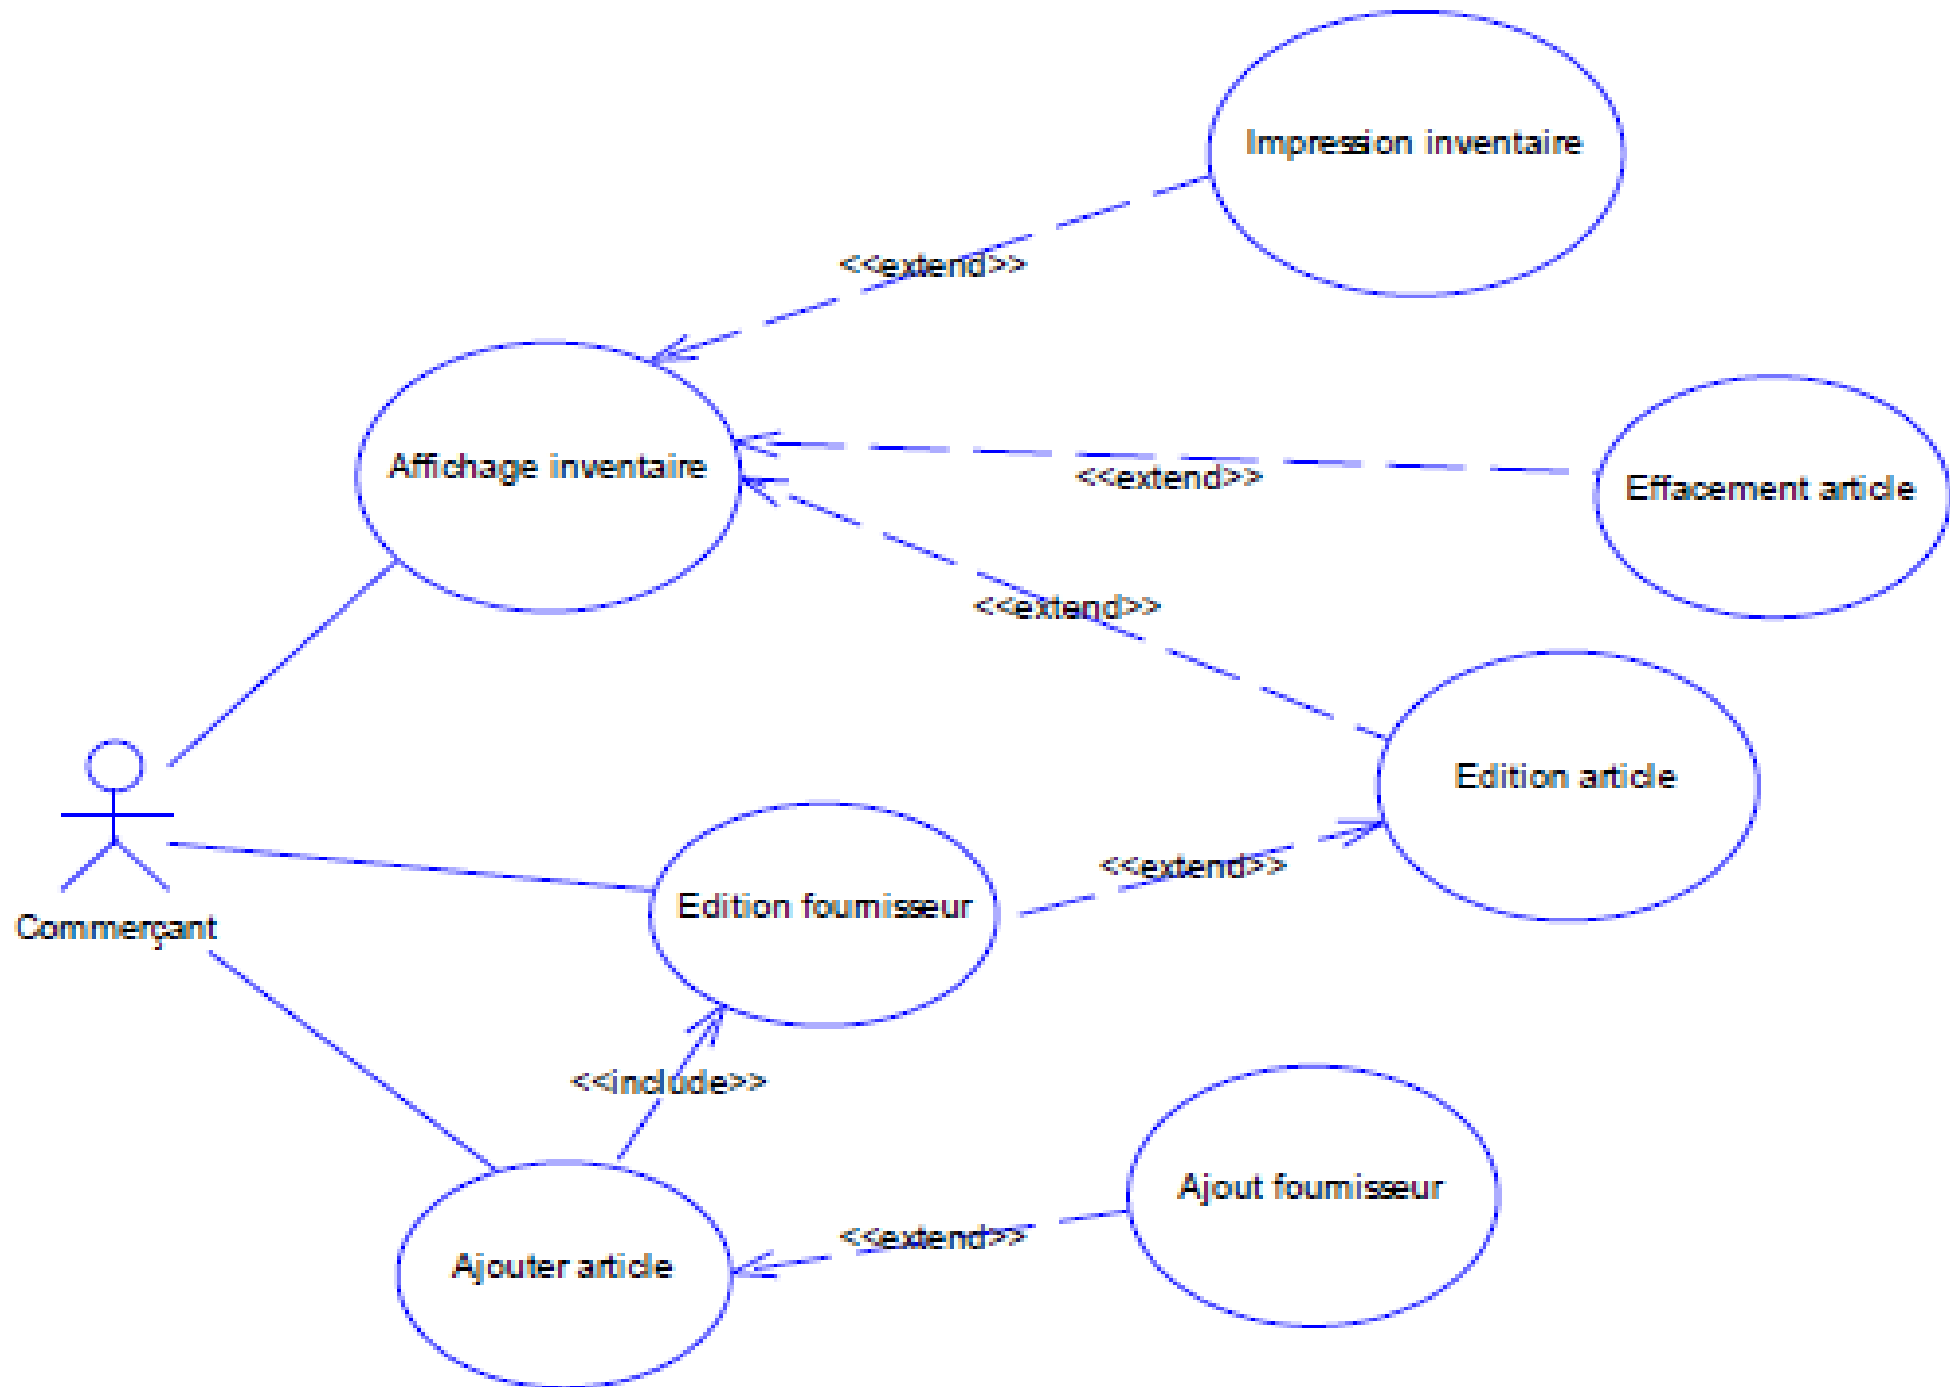 Impression inventaire
<<extend>>
Affichage inventaire
<<extend>>
Effacement article
<<extend>>
Edition article
<<extend>>
Edition fournisseur
Commerçant
<<include>>
Ajout fournisseur
<<extend>>
Ajouter article